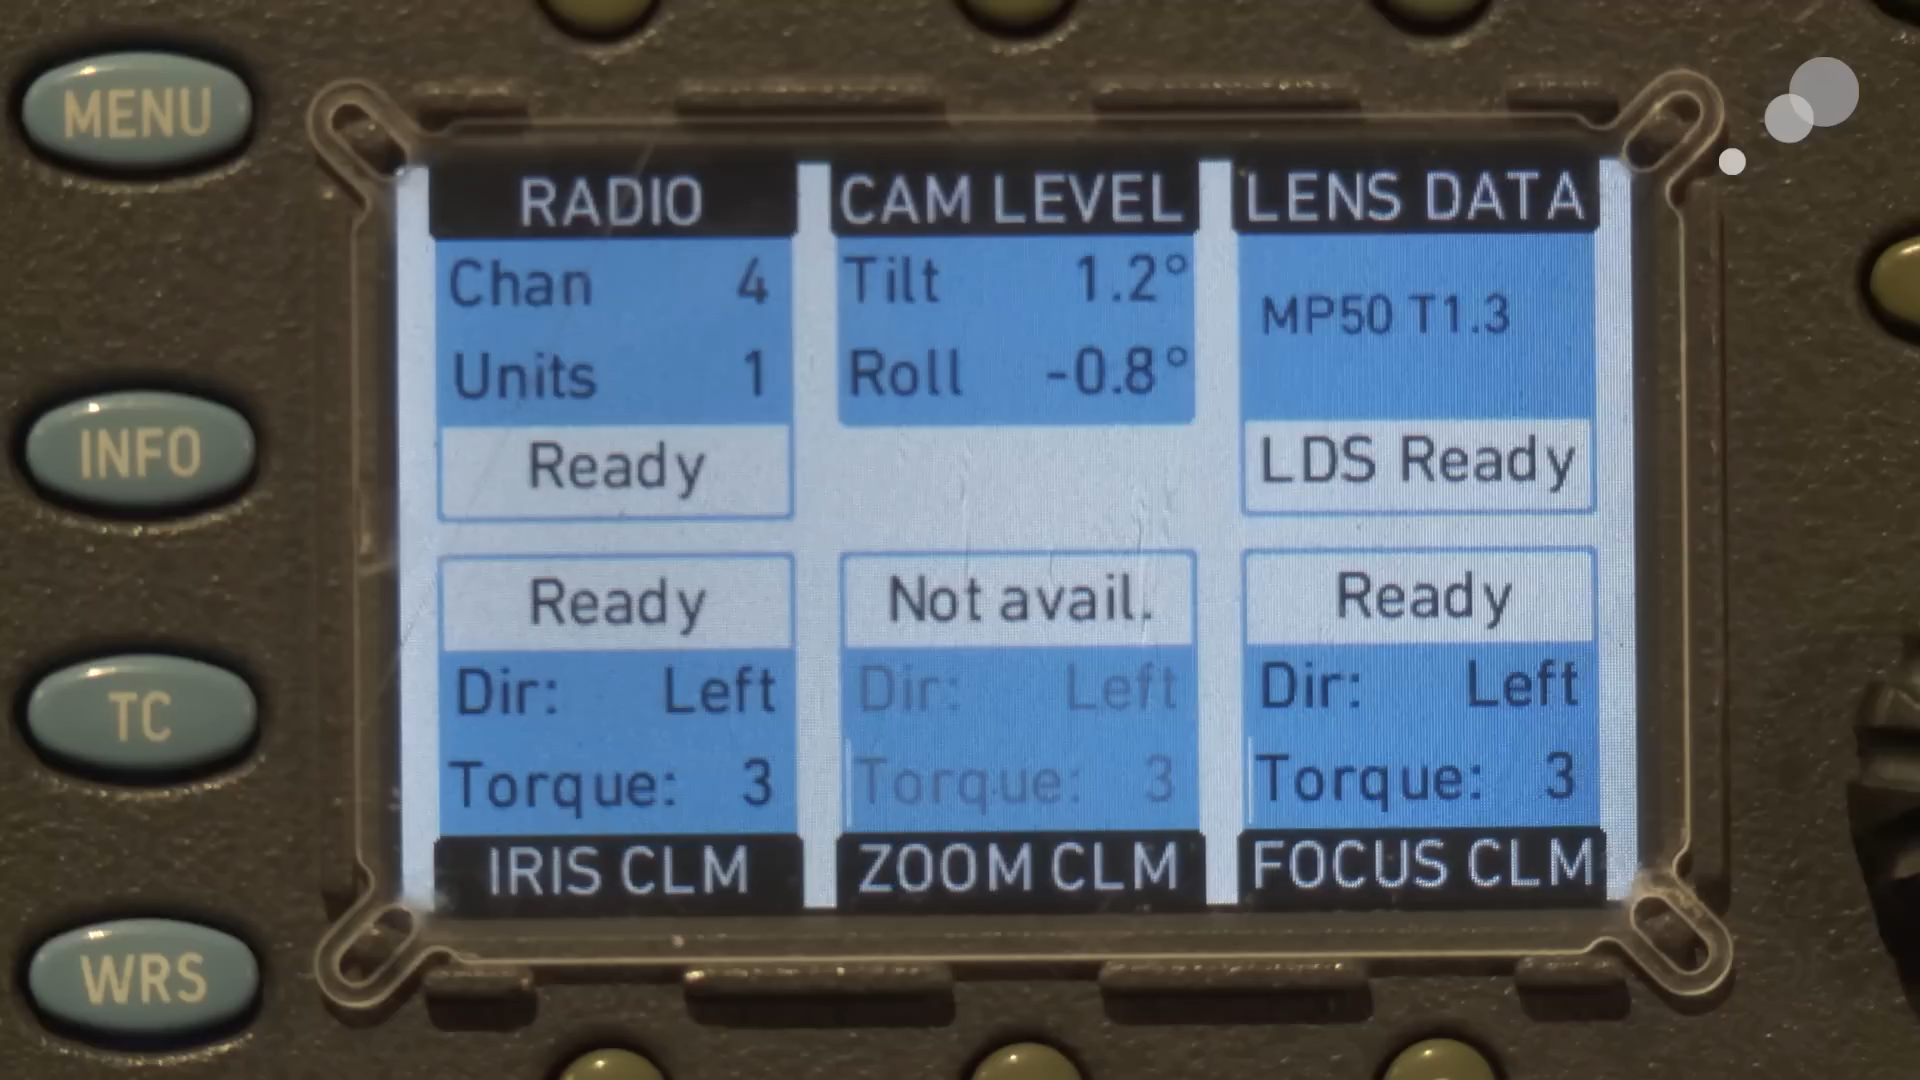 MENU
INFO
TC
WRS
RADIO
Chan 4
Units 1
Ready
CAM LEVEL
Tilt 1.2°
Roll -0.8°
LENS DATA
MP50 T1.3
LDS Ready
Ready
Dir: Left
Torque: 3
IRIS CLM
Not avail.
Dir: Left
Torque: 3
ZOOM CLM
Ready
Dir: Left
Torque: 3
FOCUS CLM